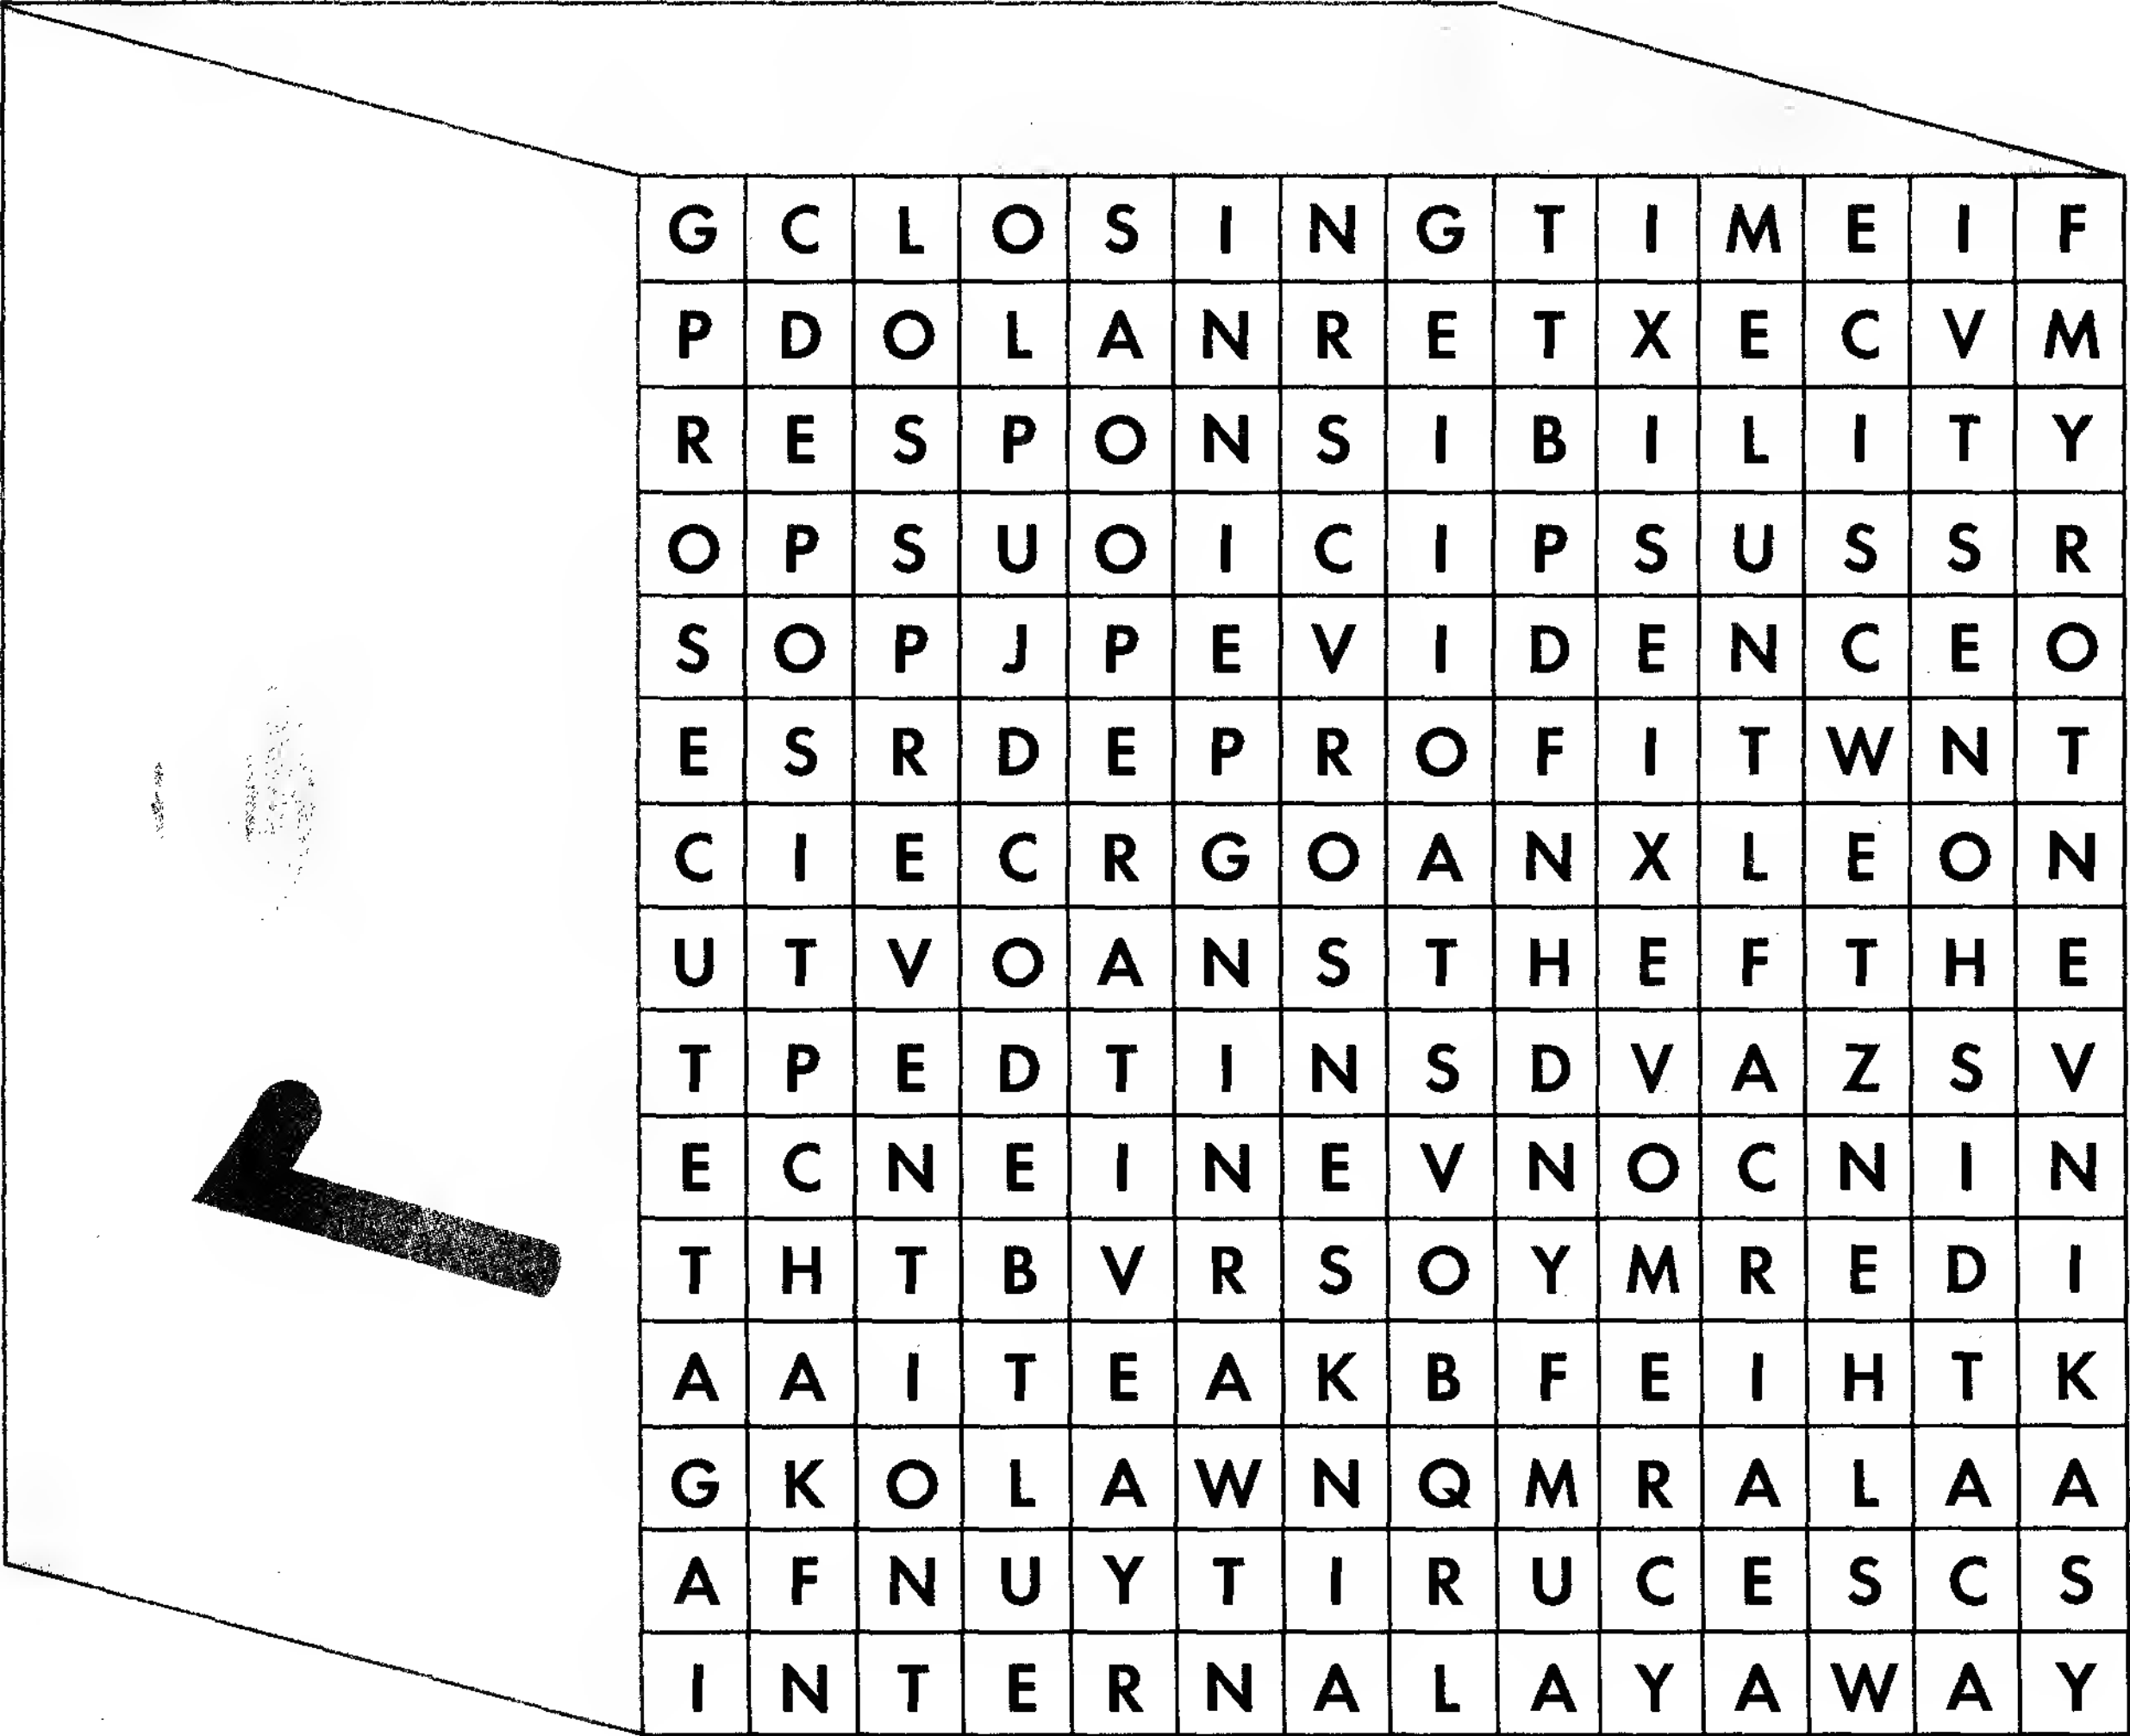 G C L O S I N G T I M E I F
P D O L A N R E T X E C V M
R E S P O N S I B I L I T Y
O P S U O I C I P S U S S R
S O P J P E V I D E N C E O
E S R D E P R O F I T W N T
C I E C R G O A N X L E O N
U T V O A N S T H E F T H E
T P E D T I N S D V A Z S V
E C N E I N E V N O C N I N
T H T B V R S O Y M R E D I
A A I T E A K B F E I H T K
G K O L A W N Q M R A L A A
A F N U Y T I R U C E S C S
I N T E R N A L A Y A W A Y